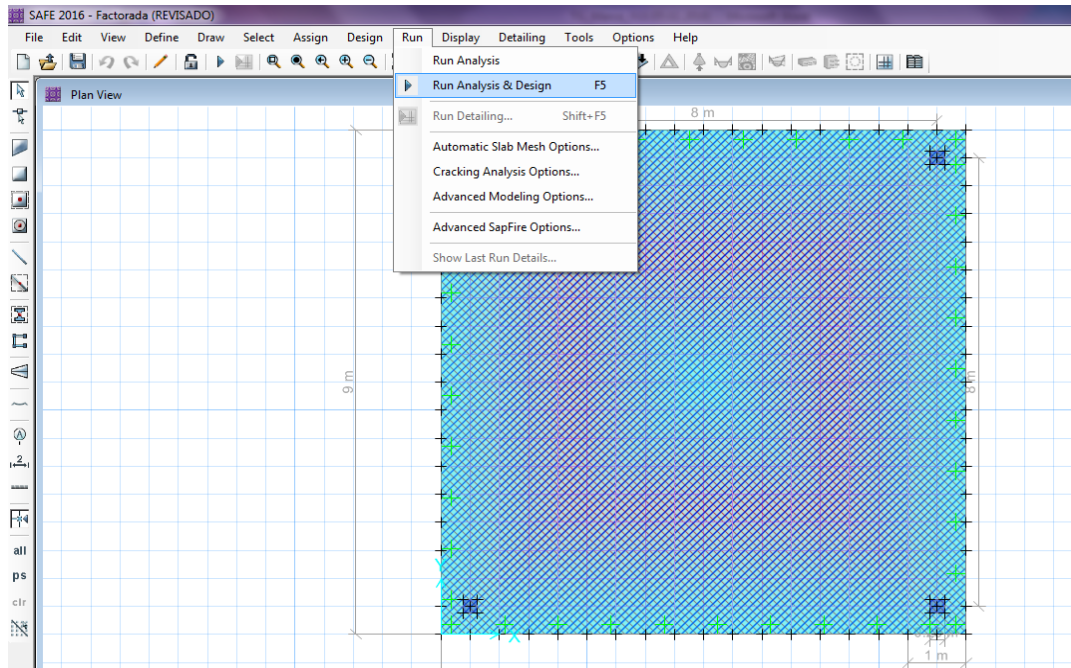 SAFE 2016 - Factorada (REVISADO)
File Edit View Define Draw Select Assign Design Run Display Detailing Tools Options Help
Run Analysis
Plan View
Run Analysis & Design F5
8 m
Run Detailing... Shift+F5
Automatic Slab Mesh Options...
Cracking Analysis Options...
Advanced Modeling Options...
Advanced SapFire Options...
Show Last Run Details...
9 m
8 m
2
all
ps
clr
Y
X
1 m